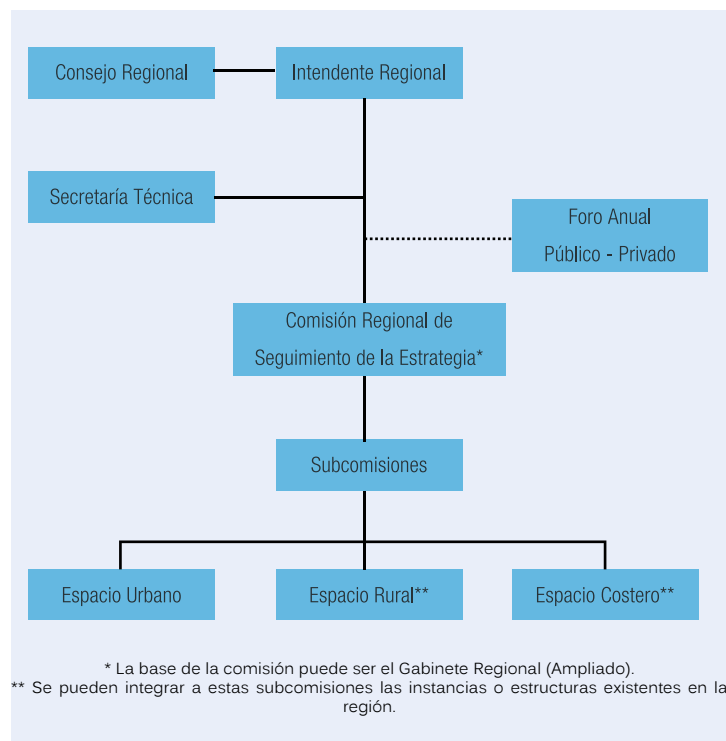 Consejo Regional
Intendente Regional
Secretaría Técnica
Foro Anual
Público - Privado
Comisión Regional de
Seguimiento de la Estrategia*
Subcomisiones
Espacio Urbano
Espacio Rural**
Espacio Costero**
* La base de la comisión puede ser el Gabinete Regional (Ampliado).
** Se pueden integrar a estas subcomisiones las instancias o estructuras existentes en la
región.